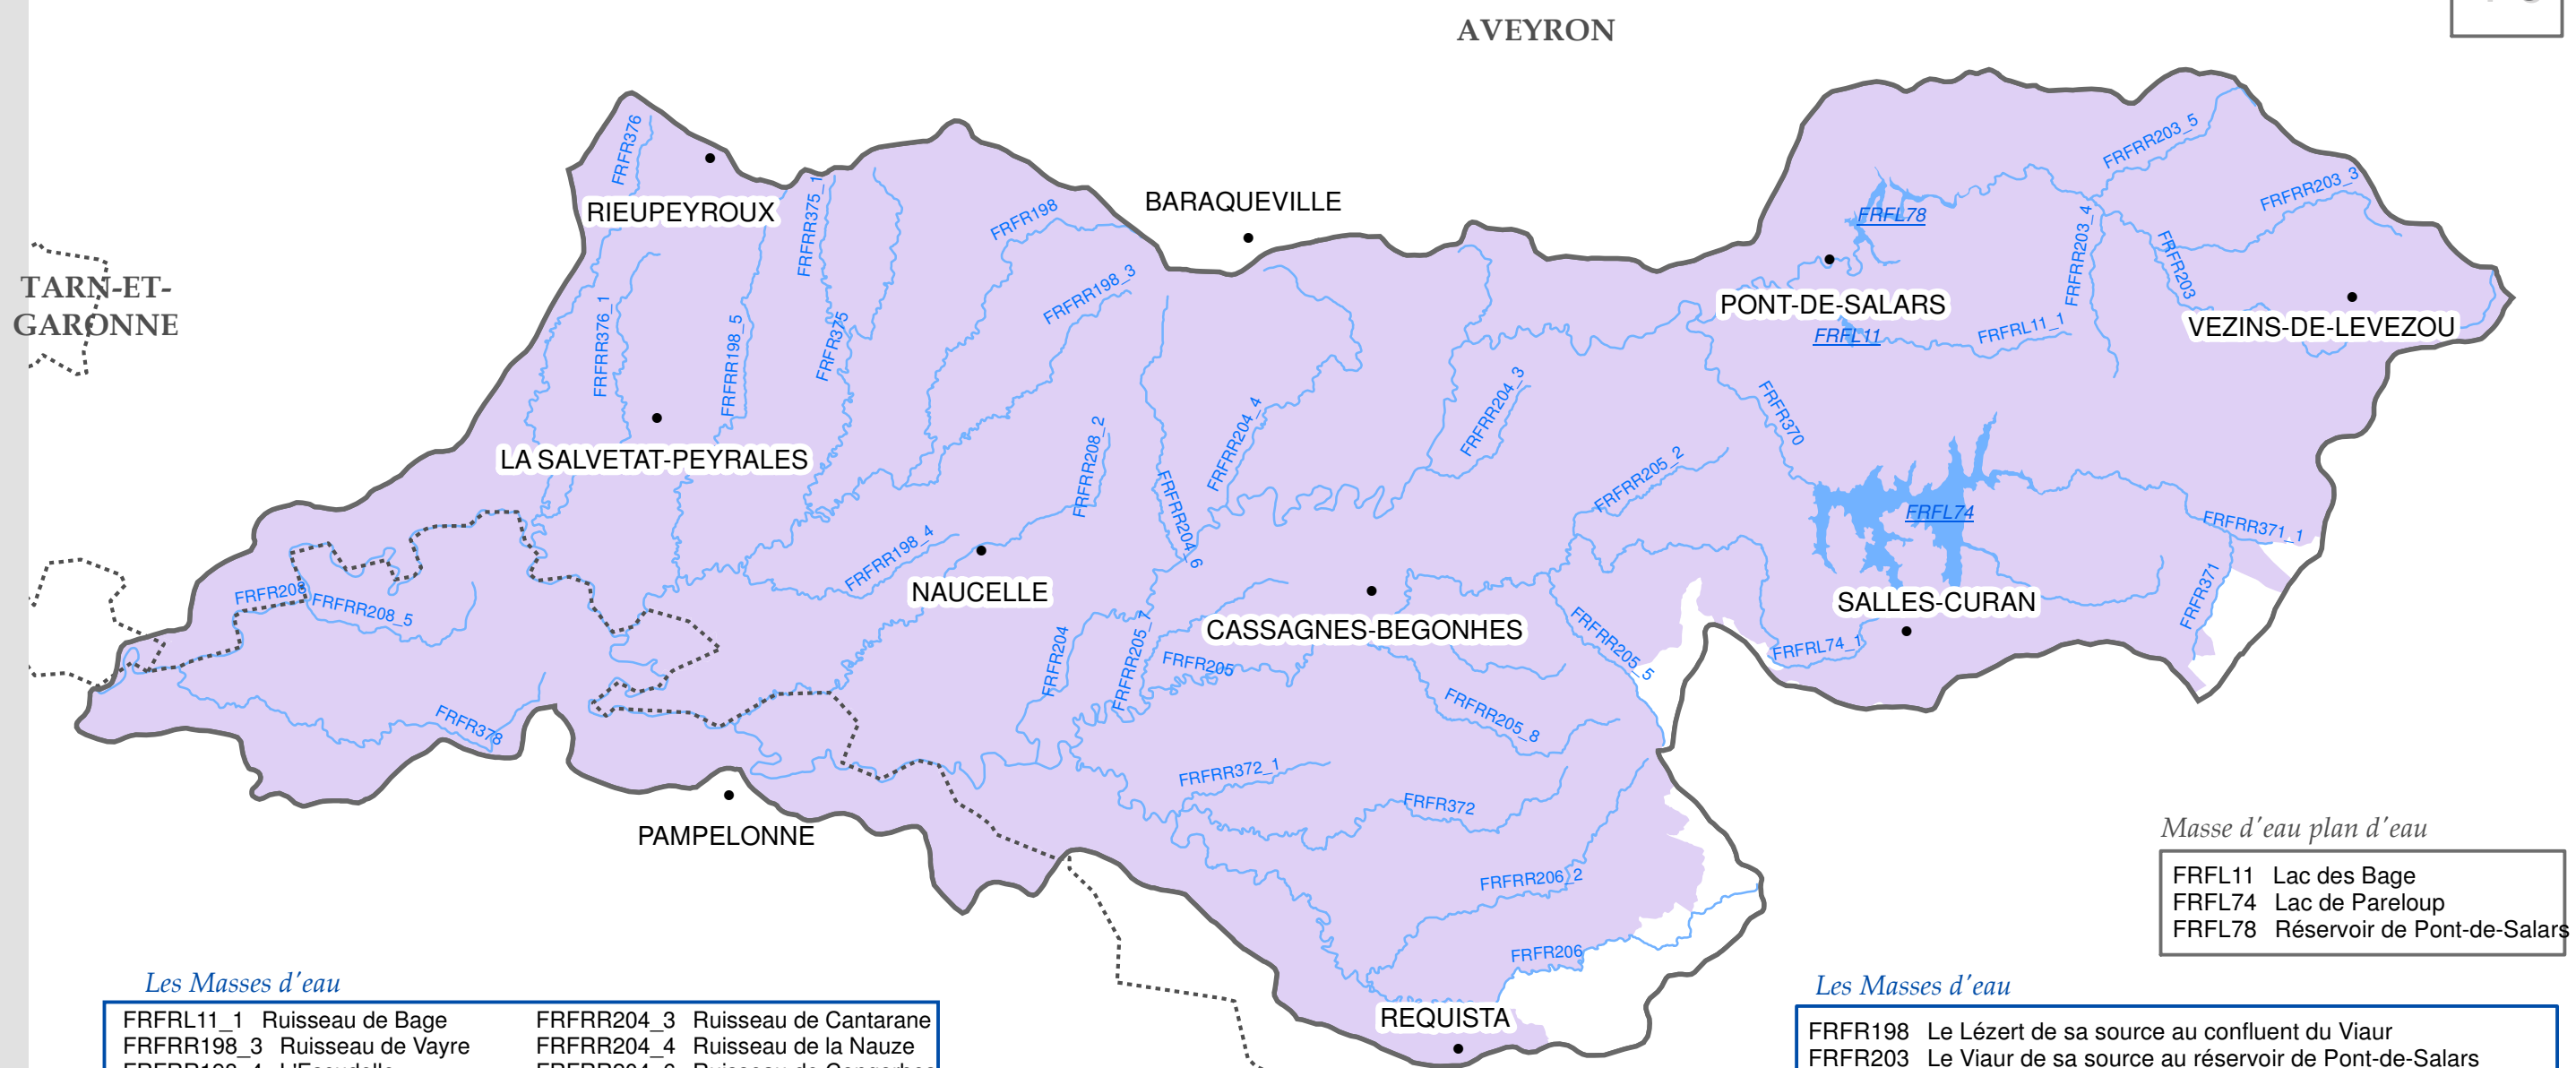 AVEYRON
FRFR376
FRFRR203_5
RIEUPEYROUX
FRFRR375_1
FRFR198
BARAQUEVILLE
FRFL78
FRFRR203_3
FRFRR203_4
FRFR203
TARN-ET-
GARONNE
FRFRR376_1
FRFRR198_5
FRFR375
FRFRR198_3
PONT-DE-SALARS
FRFL11
FRFRL11_1
VEZINS-DE-LEVEZOU
LA SALVETAT-PEYRALES
FRFRR208_2
FRFRR204_4
FRFRR204_3
FRFR370
FRFRR205_2
FRFRR204_6
FRFL74
FRFRR371_1
FRFRR198_4
NAUCELLE
FRFR208
FRFRR208_5
FRFR371
SALLES-CURAN
CASSAGNES-BEGONHES
FRFR204
FRFRR205_7
FRFR205
FRFRR205_5
FRFRL74_1
FRFR378
FRFRR205_8
FRFRR372_1
FRFR372
PAMPELONNE
FRFRR206_2
FRFR206
REQUISTA
Masse d'eau plan d'eau
FRFL11 Lac des Bage
FRFL74 Lac de Pareloup
FRFL78 Réservoir de Pont-de-Salars
Les Masses d'eau
FRFRL11_1 Ruisseau de Bage
FRFRR198_3 Ruisseau de Vayre
FRFRR204_3 Ruisseau de Cantarane
FRFRR204_4 Ruisseau de la Nauze
Les Masses d'eau
FRFR198 Le Lézert de sa source au confluent du Viaur
FRFR203 Le Viaur de sa source au réservoir de Pont-de-Salars